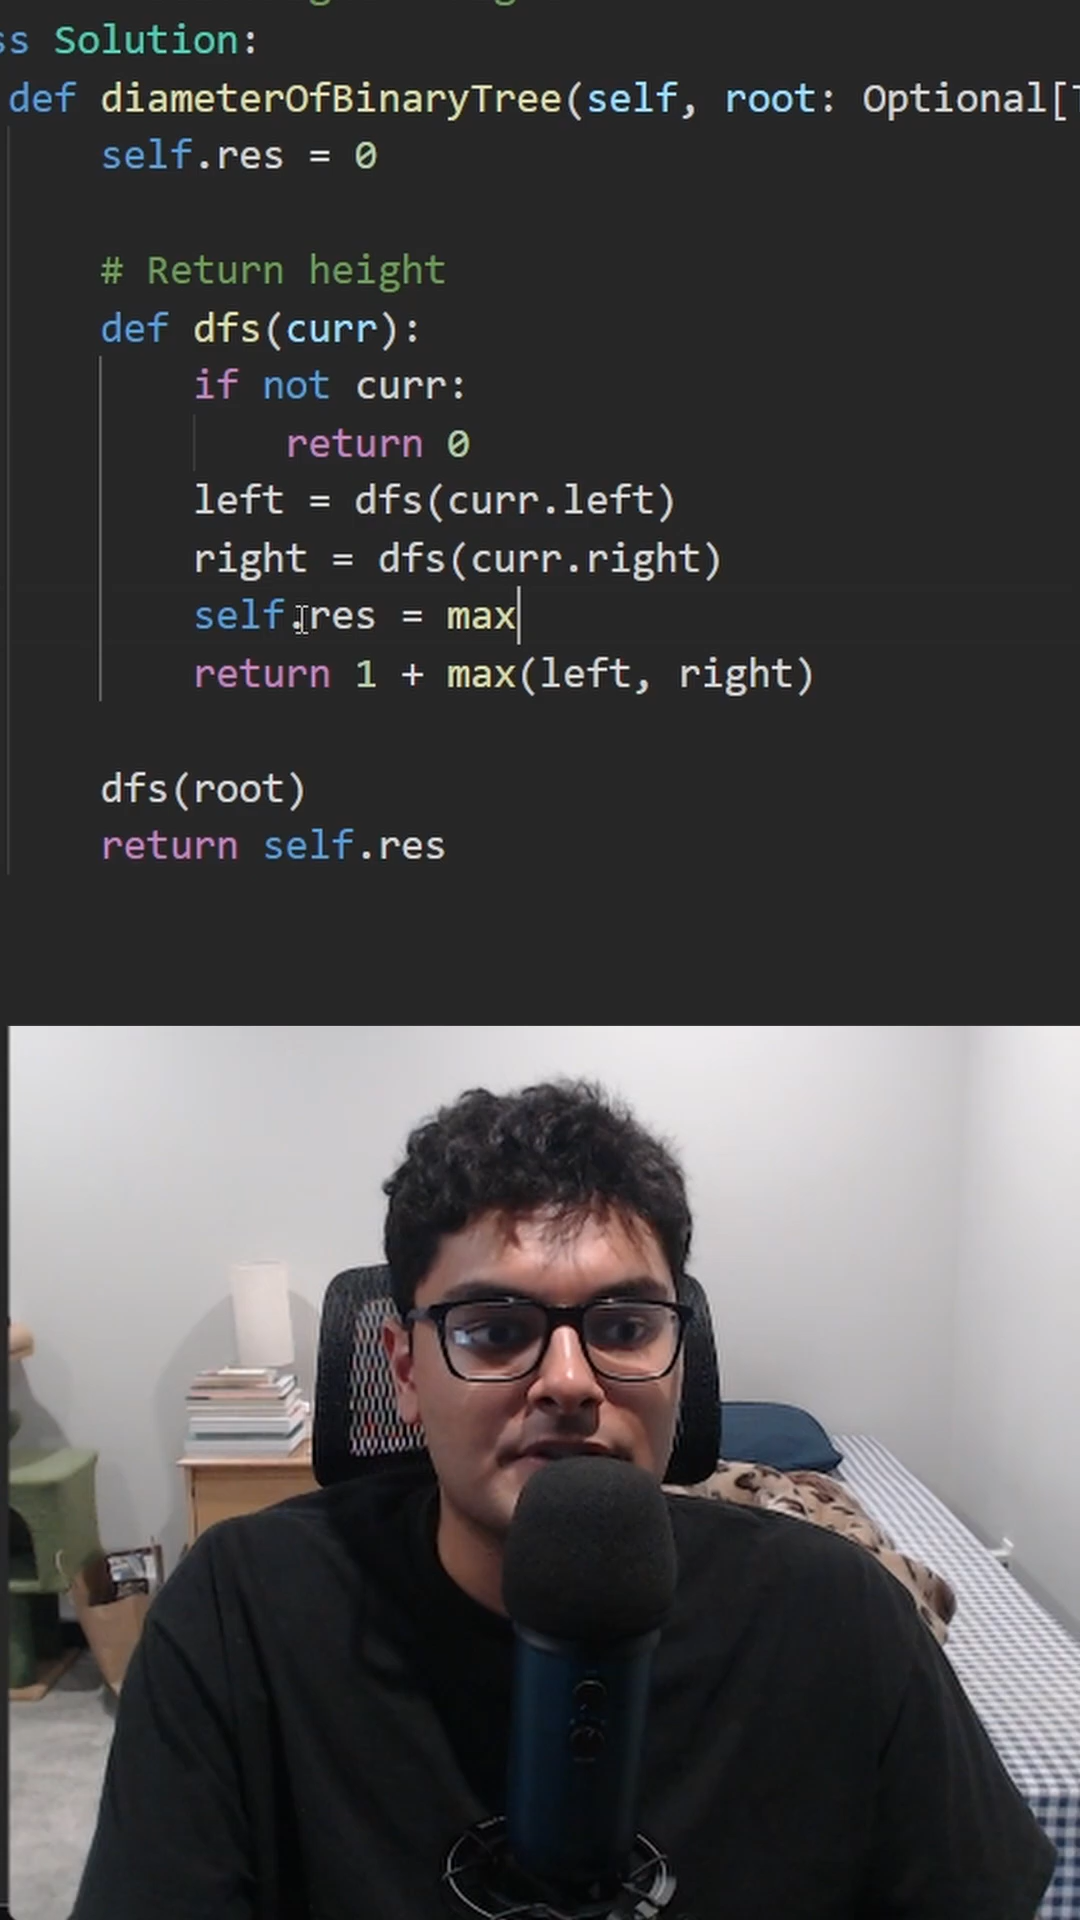 ss Solution:
def diameterOfBinaryTree(self, root: Optional[T
self.res = 0
# Return height
def dfs(curr):
if not curr:
return 0
left = dfs(curr.left)
right = dfs(curr.right)
self.res = max
return 1 + max(left, right)
dfs(root)
return self.res